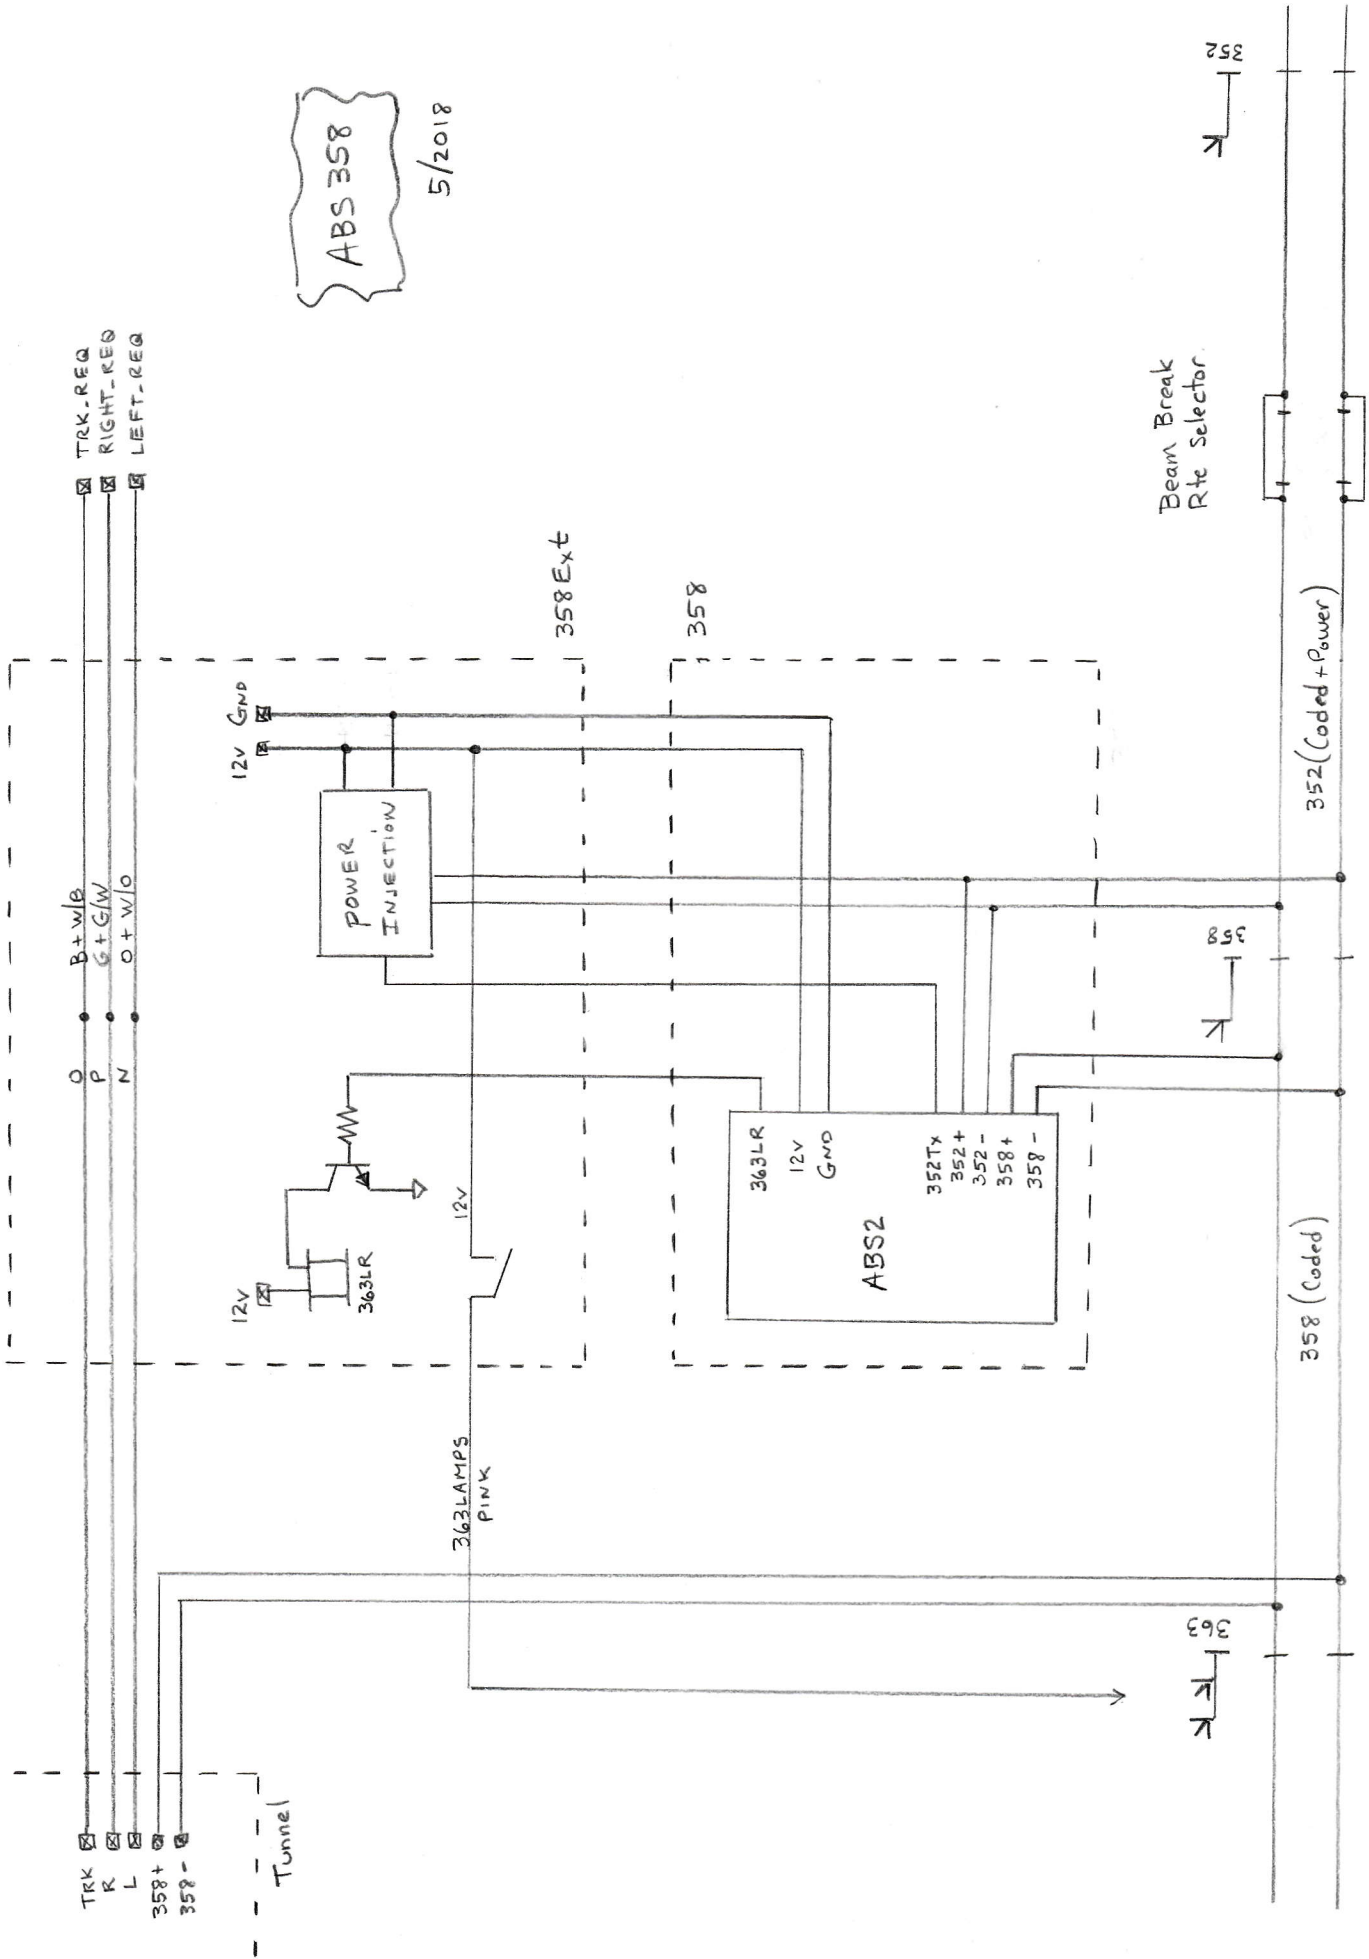 ABS 358
5/2018
TRK_REQ
RIGHT_REQ
LEFT_REQ
O
B+W/B
P
G+G/W
N
O+W/O
TRK
R
L
358+
358-
Tunnel
12V
GND
POWER
INJECTION
12V
363LR
12V
363LAMPS
PINK
358Ext
358
363LR
12V
GND
352Tx
352+
352-
358+
358-
ABS2
Beam Break
Rte Selector
363
358
352
358 (Coded)
352 (Coded+Power)